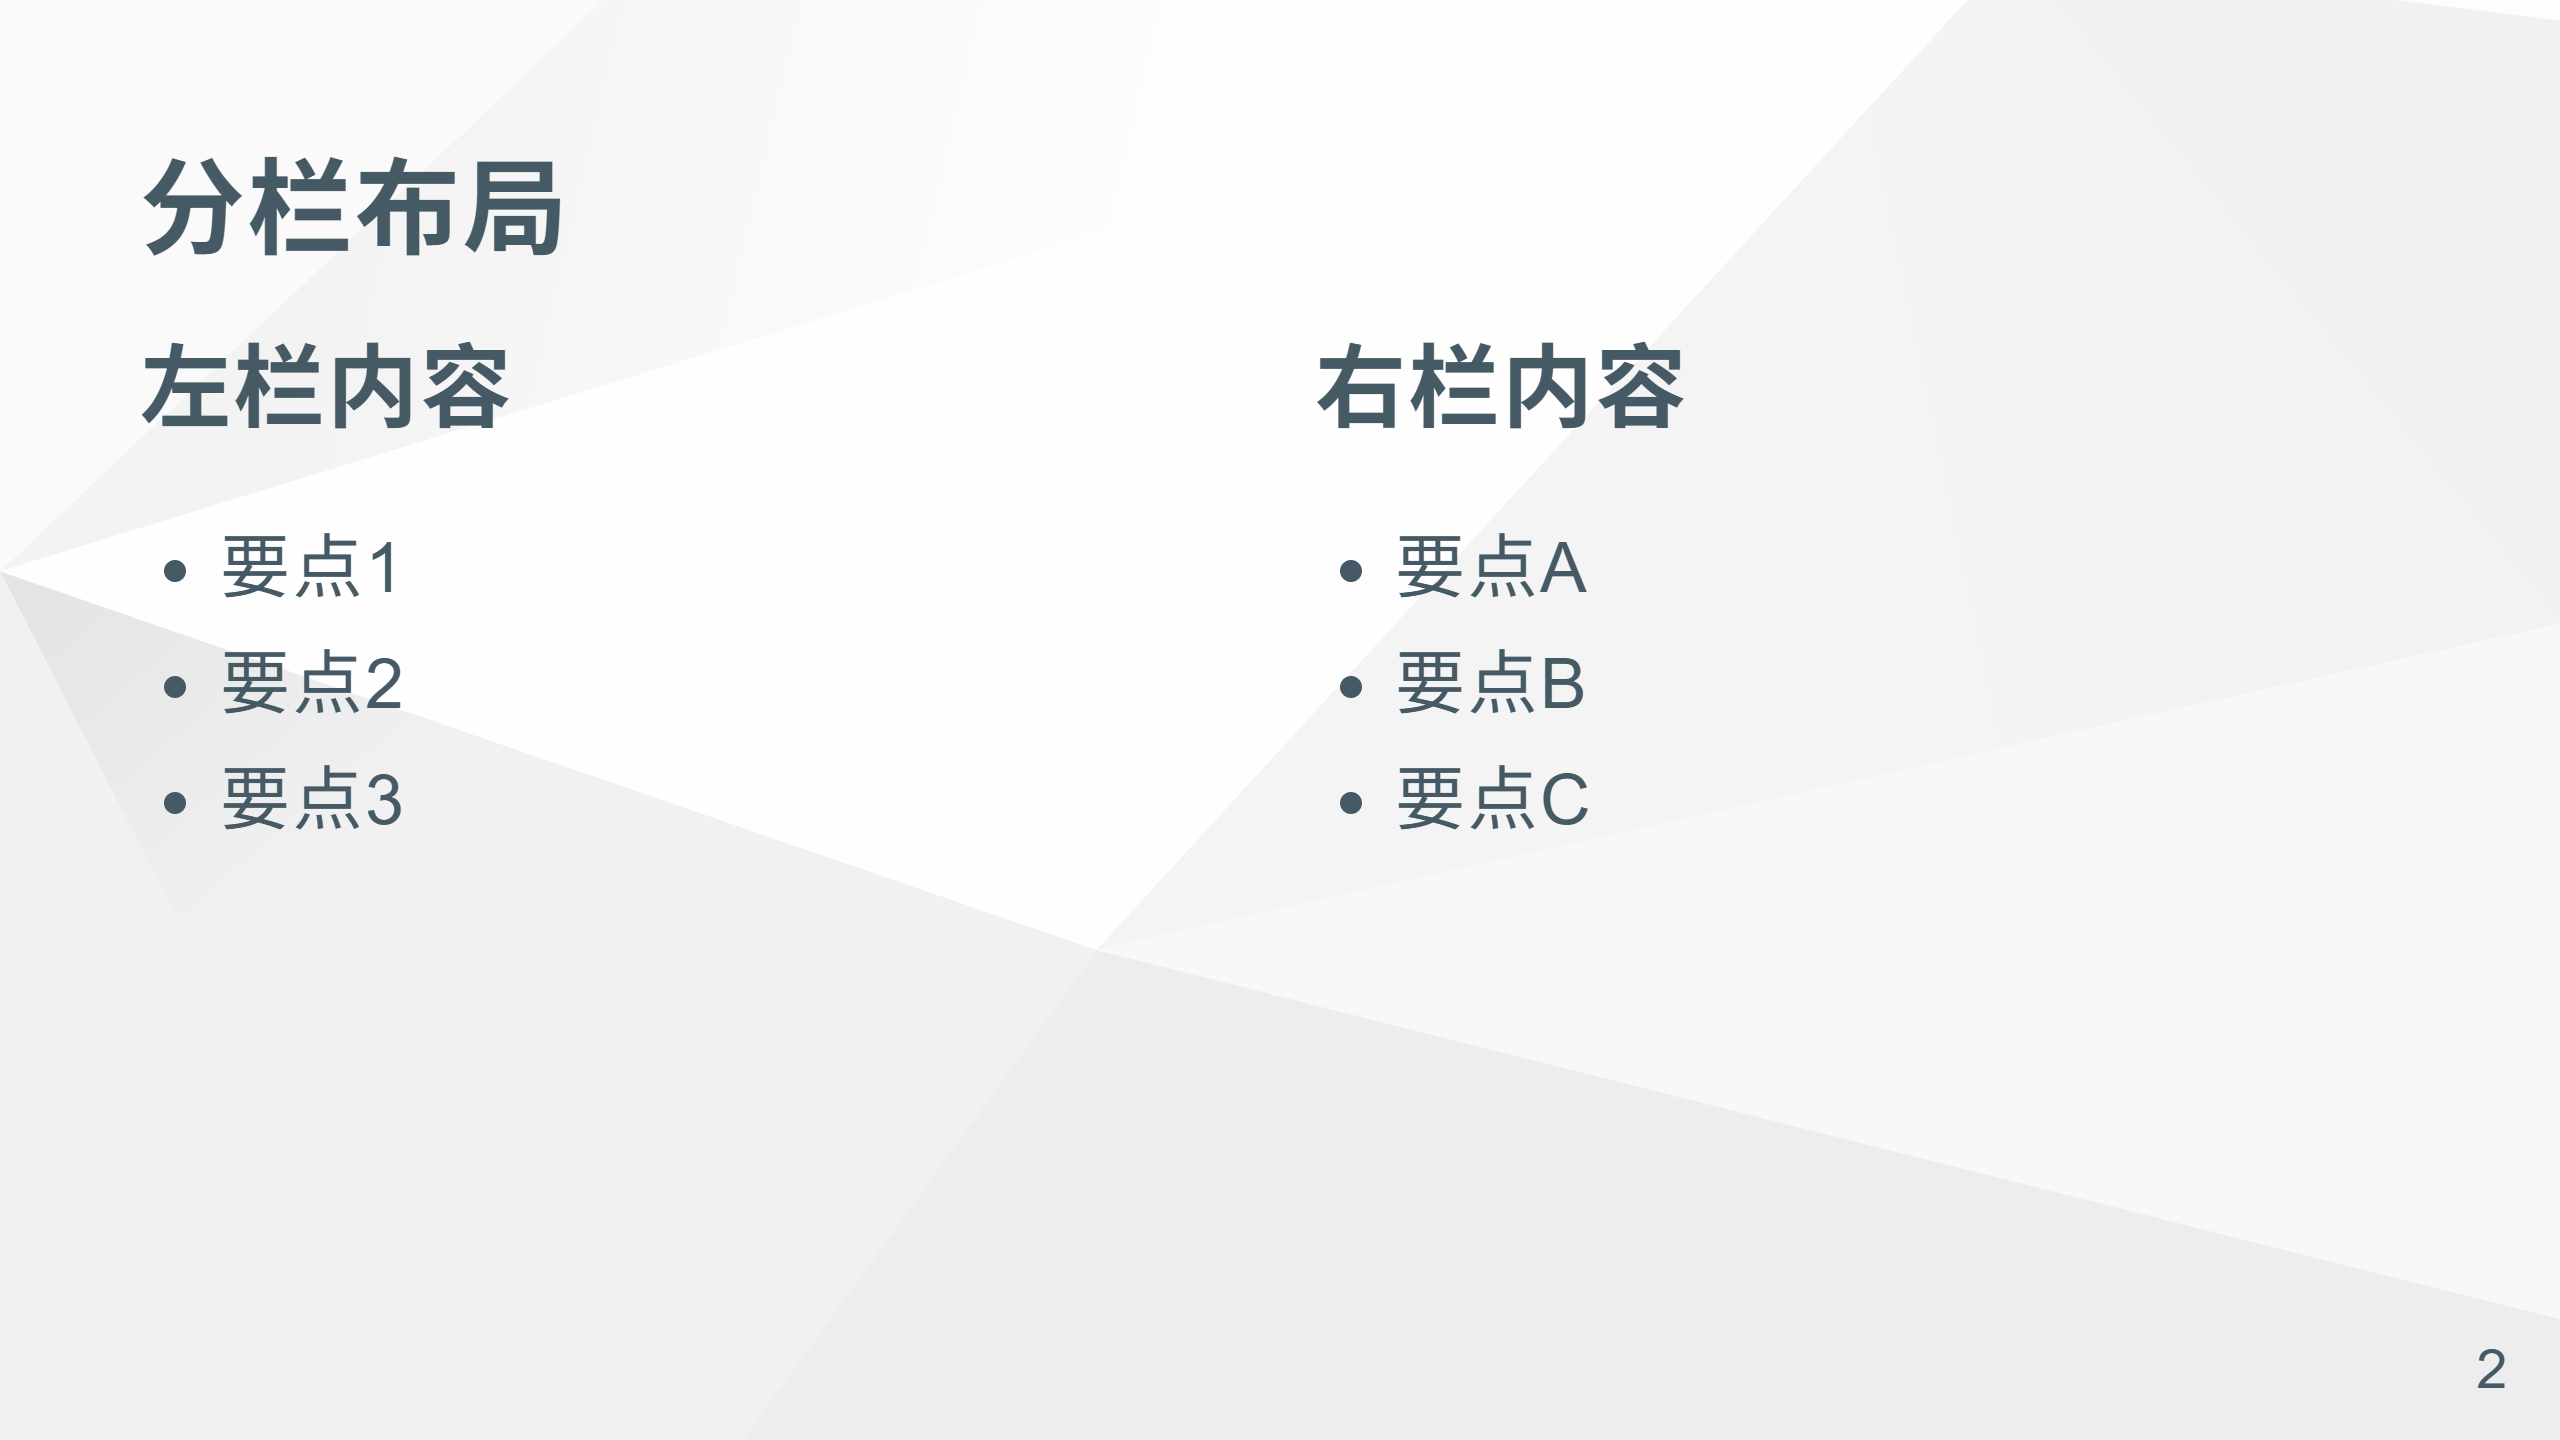 分栏布局
左栏内容
• 要点1
• 要点2
• 要点3
右栏内容
• 要点A
• 要点B
• 要点C
2